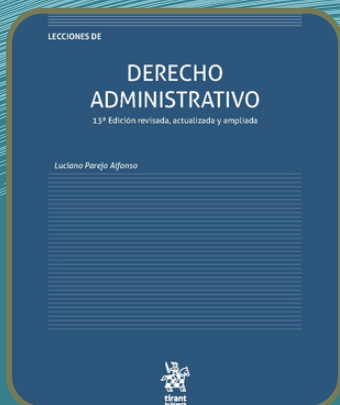 LECCIONES DE
DERECHO
ADMINISTRATIVO
13ª Edición revisada, actualizada y ampliada
Luciano Parejo Alfonso
tirant